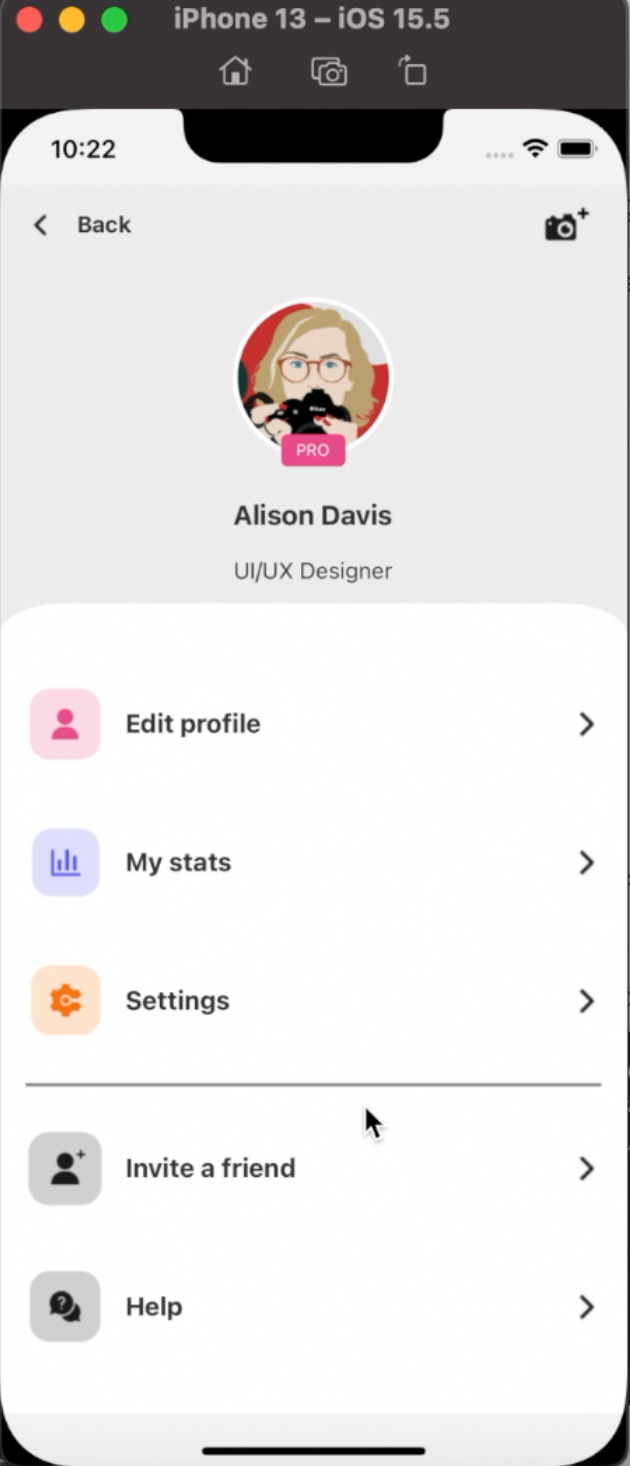 iPhone 13 – iOS 15.5
10:22
Back
Nikon
PRO
Alison Davis
UI/UX Designer
Edit profile
My stats
Settings
Invite a friend
Help